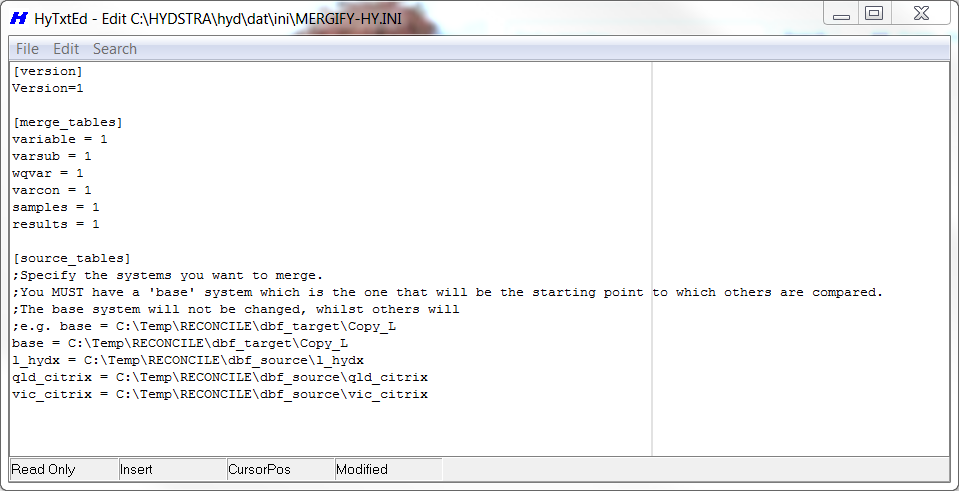 H HyTxtEd - Edit C:\HYDSTRA\hyd\dat\ini\MERGIFY-HY.INI
File Edit Search
[version]
Version=1
[merge_tables]
variable = 1
varsub = 1
wqvar = 1
varcon = 1
samples = 1
results = 1
[source_tables]
;Specify the systems you want to merge.
;You MUST have a 'base' system which is the one that will be the starting point to which others are compared.
;The base system will not be changed, whilst others will
;e.g. base = C:\Temp\RECONCILE\dbf_target\Copy_L
base = C:\Temp\RECONCILE\dbf_target\Copy_L
l_hydx = C:\Temp\RECONCILE\dbf_source\l_hydx
qld_citrix = C:\Temp\RECONCILE\dbf_source\qld_citrix
vic_citrix = C:\Temp\RECONCILE\dbf_source\vic_citrix
Read Only Insert CursorPos Modified